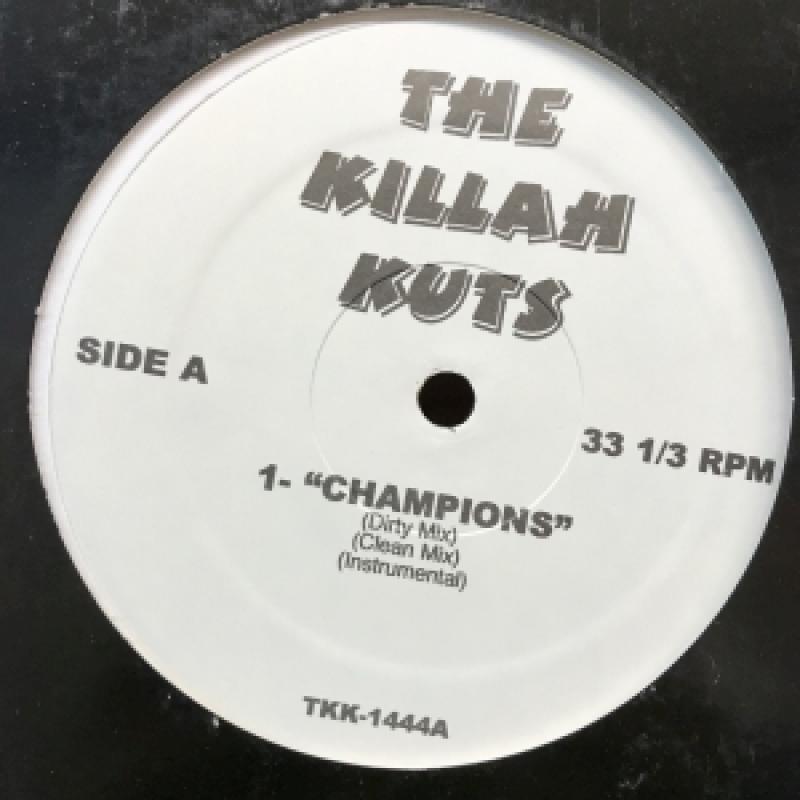 THE
KILLAH
KUTS
SIDE A
33 1/3 RPM
1- “CHAMPIONS”
(Dirty Mix)
(Clean Mix)
(Instrumental)
TKK-1444A